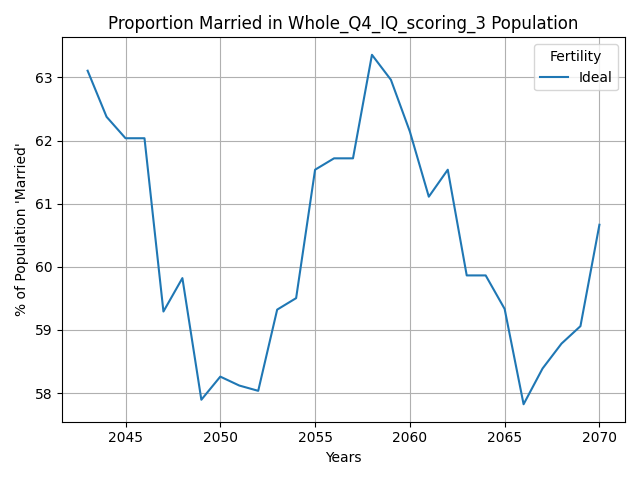 Proportion Married in Whole_Q4_IQ_scoring_3 Population
Fertility
Ideal
% of Population 'Married'
63
62
61
60
59
58
2045 2050 2055 2060 2065 2070
Years